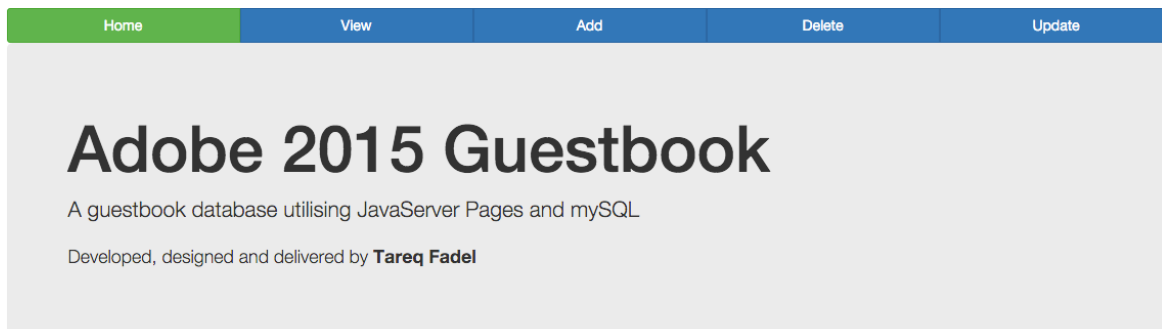 Home View Add Delete Update
Adobe 2015 Guestbook
A guestbook database utilising JavaServer Pages and mySQL
Developed, designed and delivered by Tareq Fadel